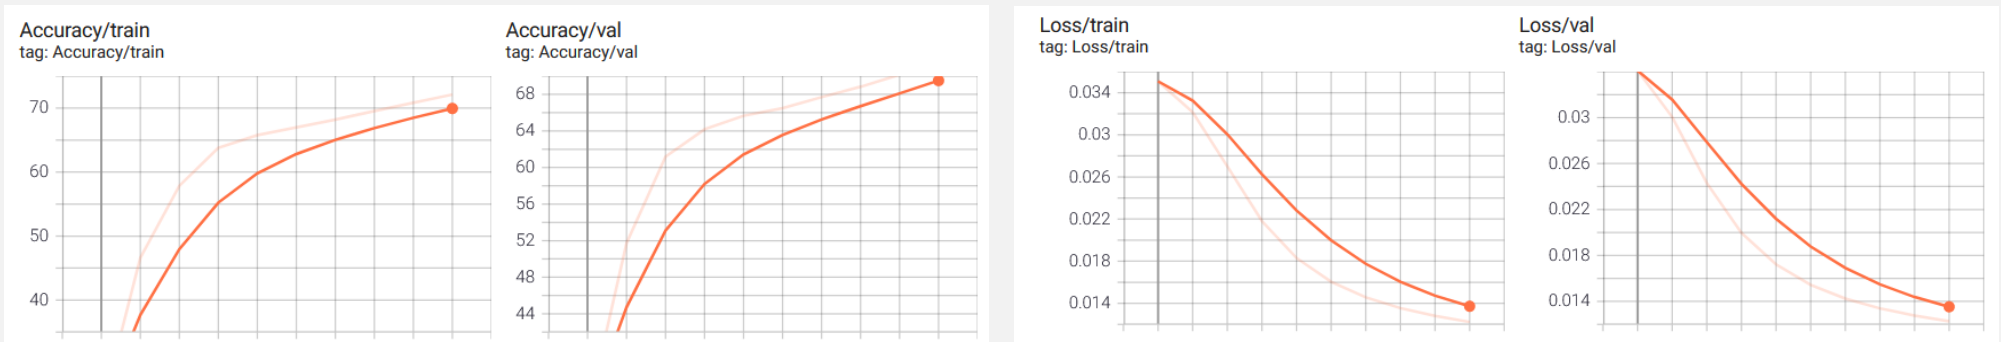 Accuracy/train
tag: Accuracy/train
70
60
50
40
Accuracy/val
tag: Accuracy/val
68
64
60
56
52
48
44
Loss/train
tag: Loss/train
0.034
0.03
0.026
0.022
0.018
0.014
Loss/val
tag: Loss/val
0.03
0.026
0.022
0.018
0.014